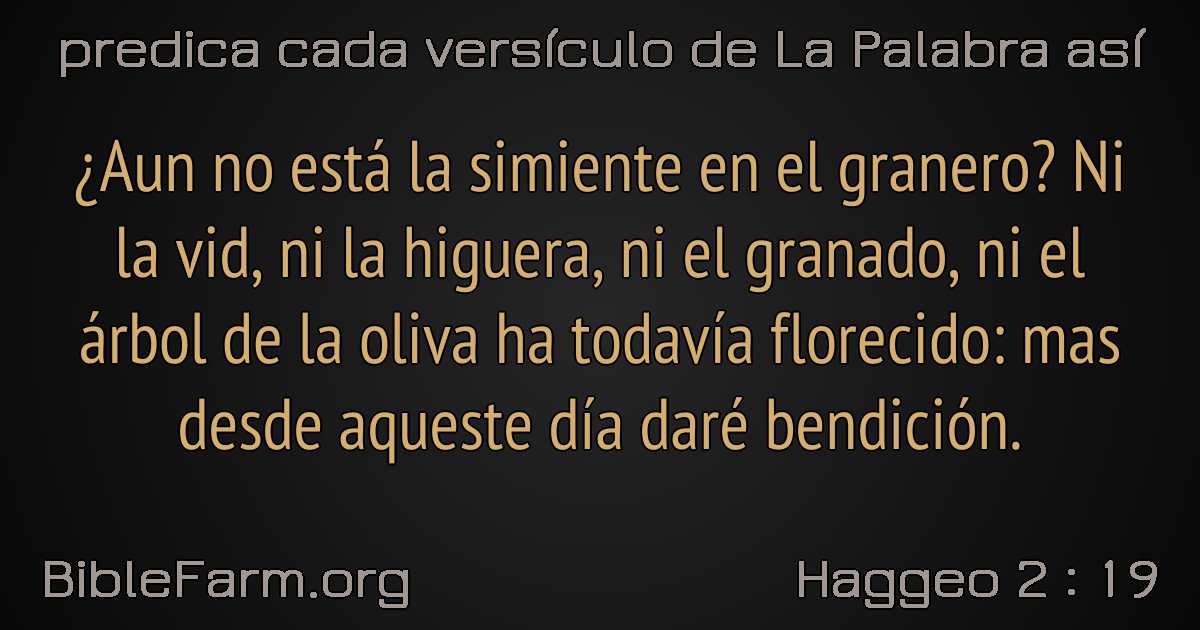 predica cada versículo de La Palabra así
¿Aun no está la simiente en el granero? Ni
la vid, ni la higuera, ni el granado, ni el
árbol de la oliva ha todavía florecido: mas
desde aqueste día daré bendición.
BibleFarm.org
Haggeo 2 : 19